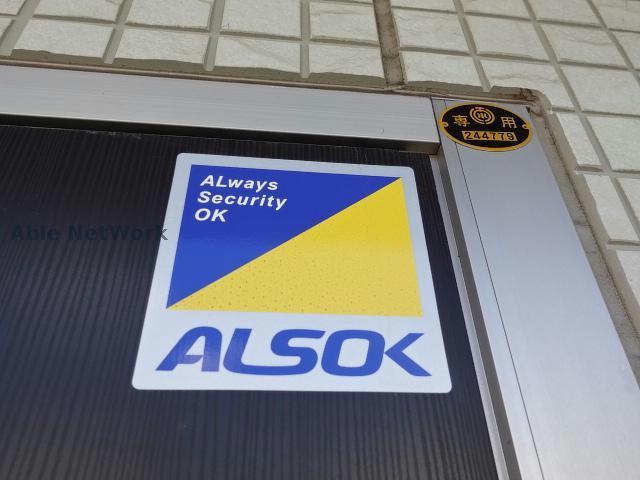 専 用
244779
ALways
Security
OK
Able NetWork
ALSOK